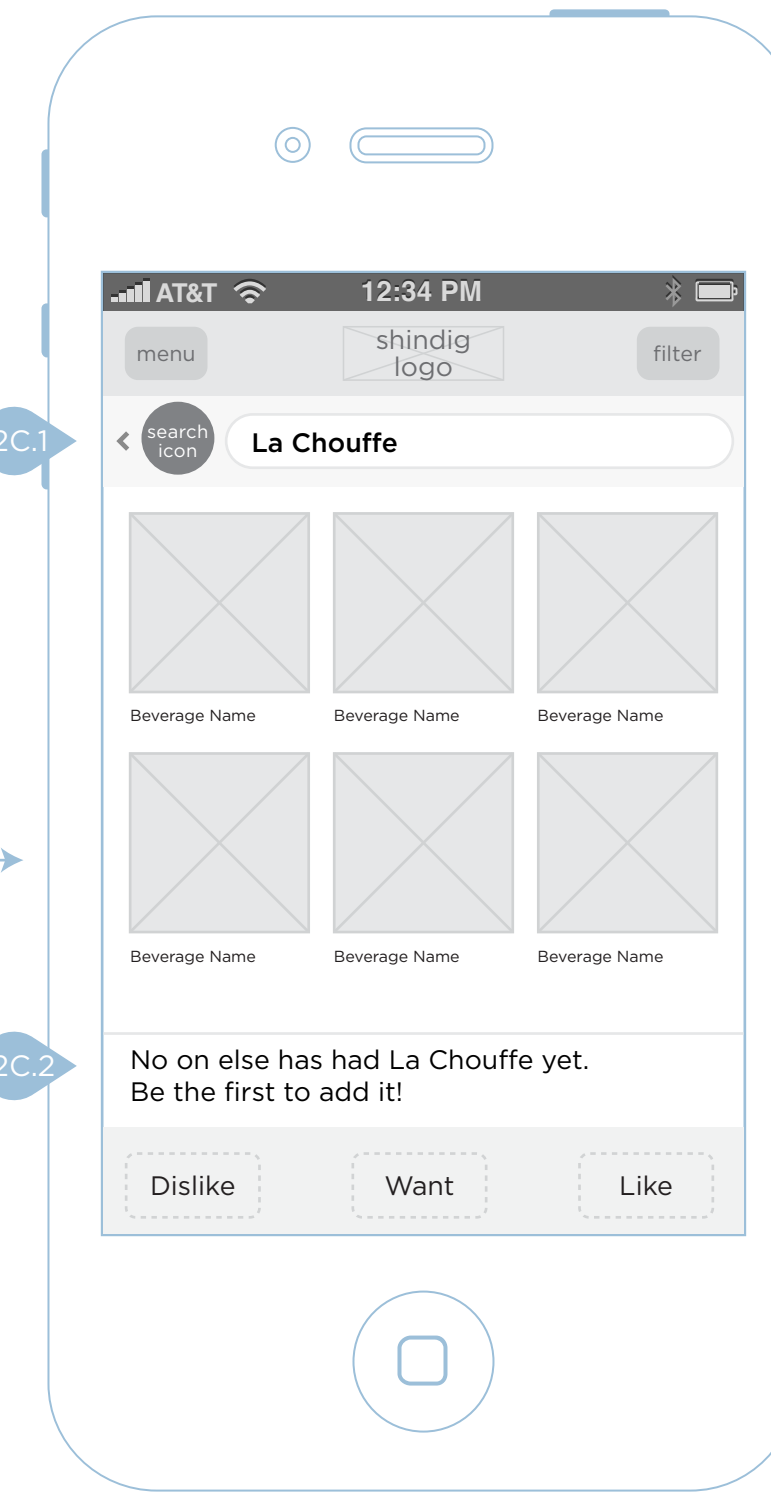 AT&T 12:34 PM
menu shindig logo filter
2C.1
search icon La Chouffe
Beverage Name Beverage Name Beverage Name
Beverage Name Beverage Name Beverage Name
2C.2
No on else has had La Chouffe yet.
Be the first to add it!
Dislike Want Like